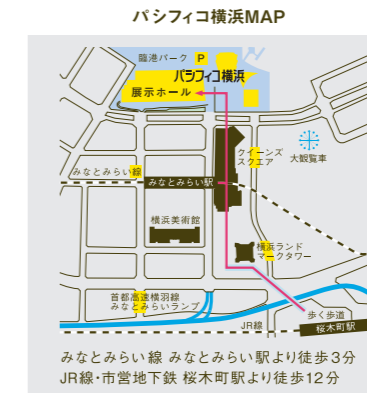 パシフィコ横浜MAP
臨港パーク
P
パシフィコ横浜
展示ホール
クイーンズ
スクエア
大観覧車
みなとみらい線
みなとみらい駅
横浜美術館
横浜ランド
マークタワー
首都高速横羽線
みなとみらいランプ
歩く歩道
JR線
桜木町駅
みなとみらい線 みなとみらい駅より徒歩3分
JR線・市営地下鉄 桜木町駅より徒歩12分